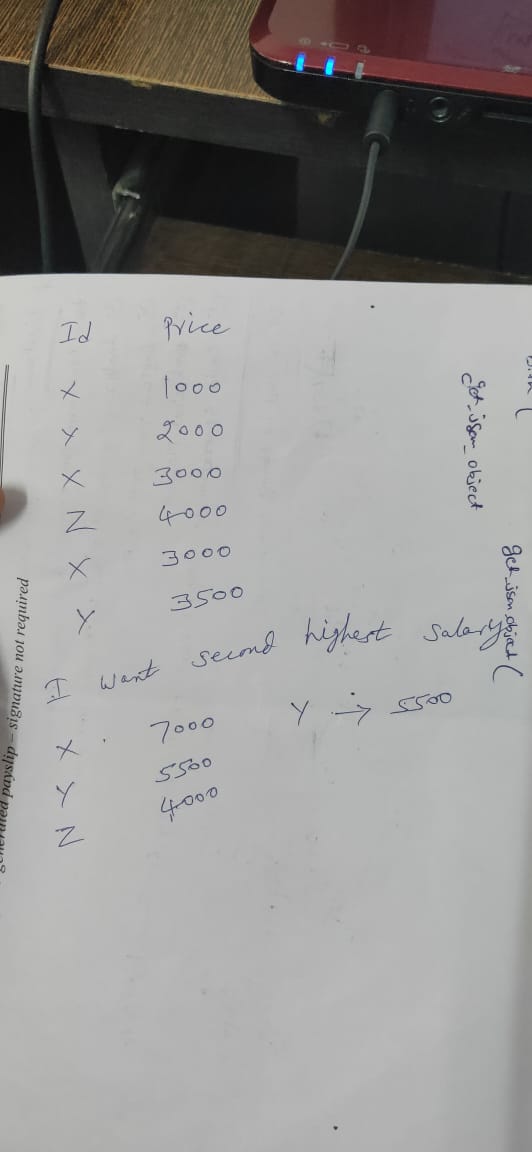 Id Price
X 1000
Y 2000
X 3000
Z 4000
X 3000
Y 3500
I want second highest salary
X 7000 Y → 5500
Y 5500
Z 4000
get_json_object
get_json_object (
generated payslip – signature not required